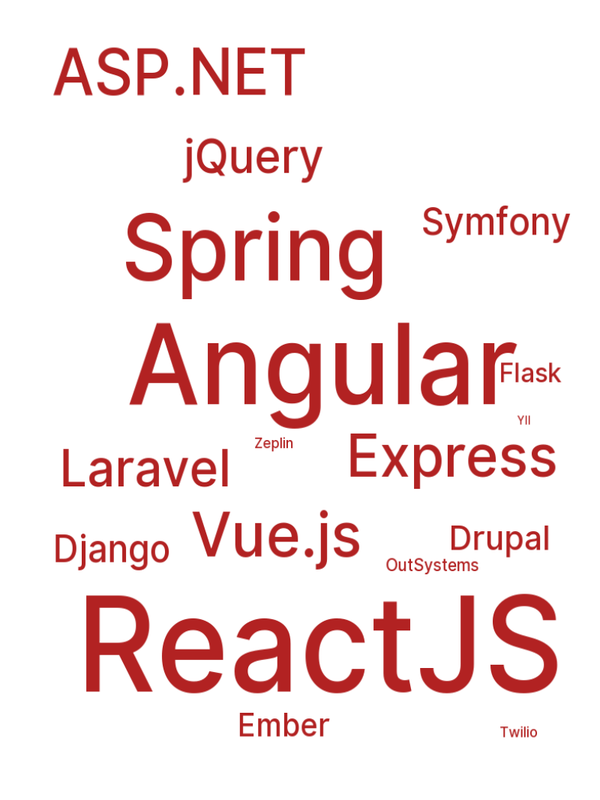 ASP.NET
jQuery
Symfony
Spring
Angular
Flask
YII
Zeplin
Express
Laravel
Vue.js
Drupal
Django
OutSystems
ReactJS
Ember
Twilio